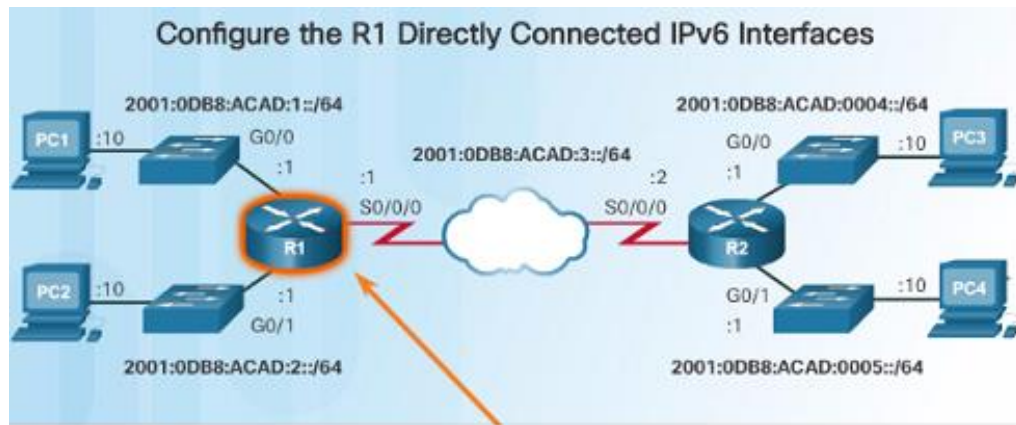 Configure the R1 Directly Connected IPv6 Interfaces
2001:0DB8:ACAD:1::/64
2001:0DB8:ACAD:0004::/64
PC1
:10
G0/0
:1
2001:0DB8:ACAD:3::/64
G0/0
:1
:10
PC3
:1
S0/0/0
:2
S0/0/0
R1
R2
PC2
:10
:1
G0/1
G0/1
:1
:10
PC4
2001:0DB8:ACAD:2::/64
2001:0DB8:ACAD:0005::/64